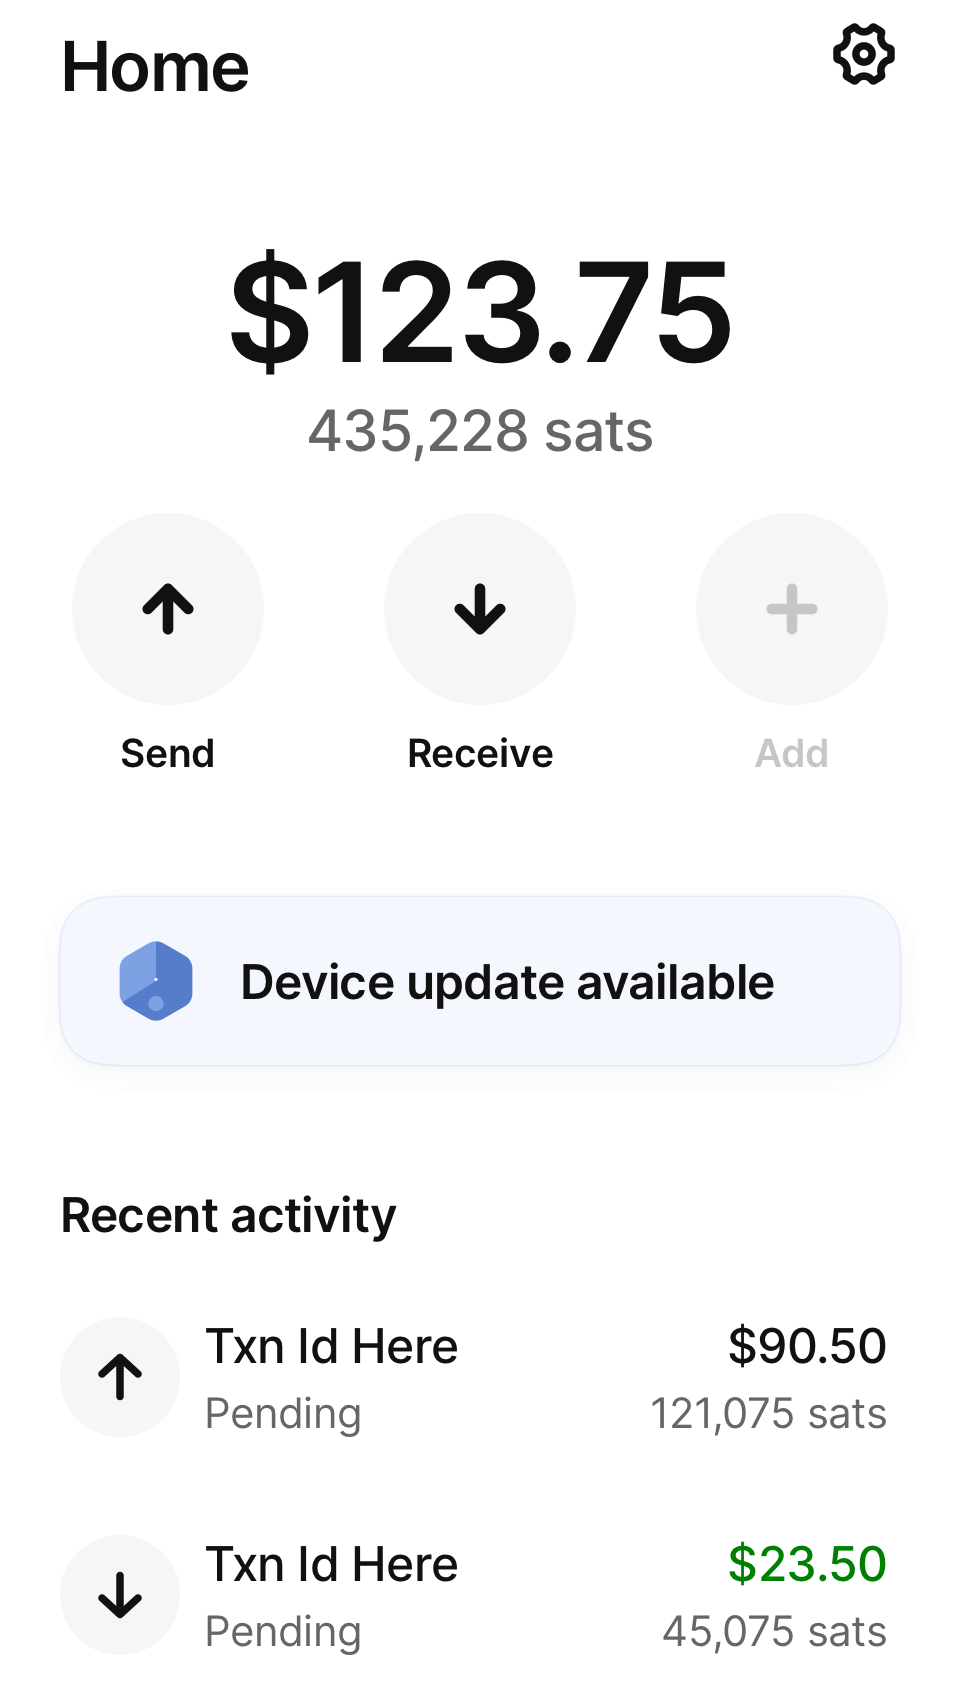 Home
$123.75
435,228 sats
Send
Receive
Add
Device update available
Recent activity
Txn Id Here
$90.50
Pending
121,075 sats
Txn Id Here
$23.50
Pending
45,075 sats